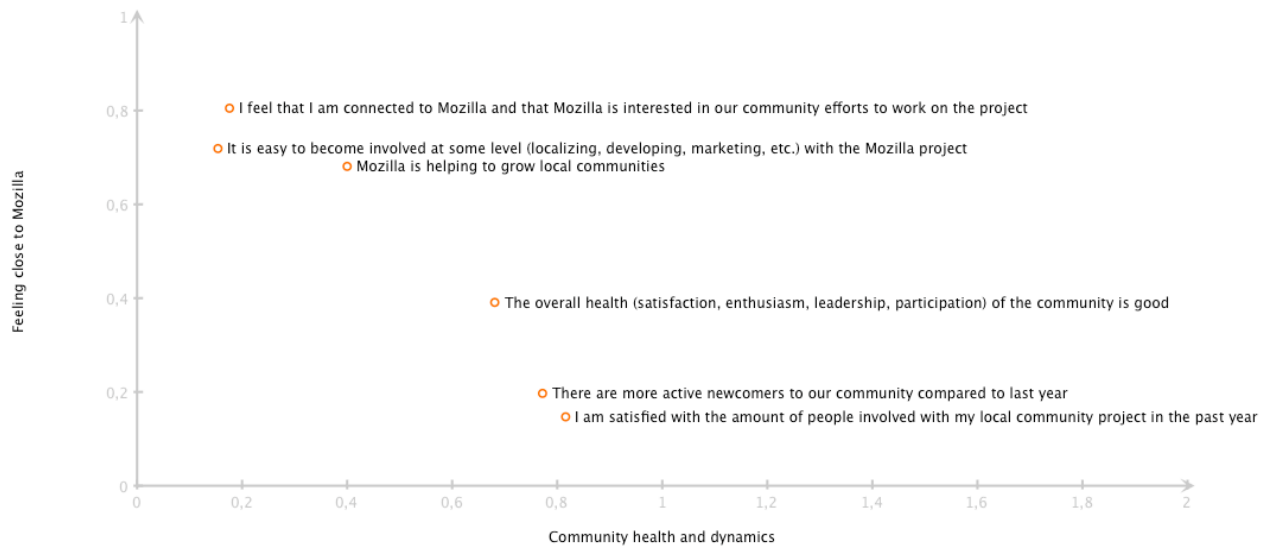 1
0,8
I feel that I am connected to Mozilla and that Mozilla is interested in our community efforts to work on the project
It is easy to become involved at some level (localizing, developing, marketing, etc.) with the Mozilla project
Mozilla is helping to grow local communities
0,6
Feeling close to Mozilla
0,4
The overall health (satisfaction, enthusiasm, leadership, participation) of the community is good
0,2
There are more active newcomers to our community compared to last year
I am satisfied with the amount of people involved with my local community project in the past year
0
0 0,2 0,4 0,6 0,8 1 1,2 1,4 1,6 1,8 2
Community health and dynamics